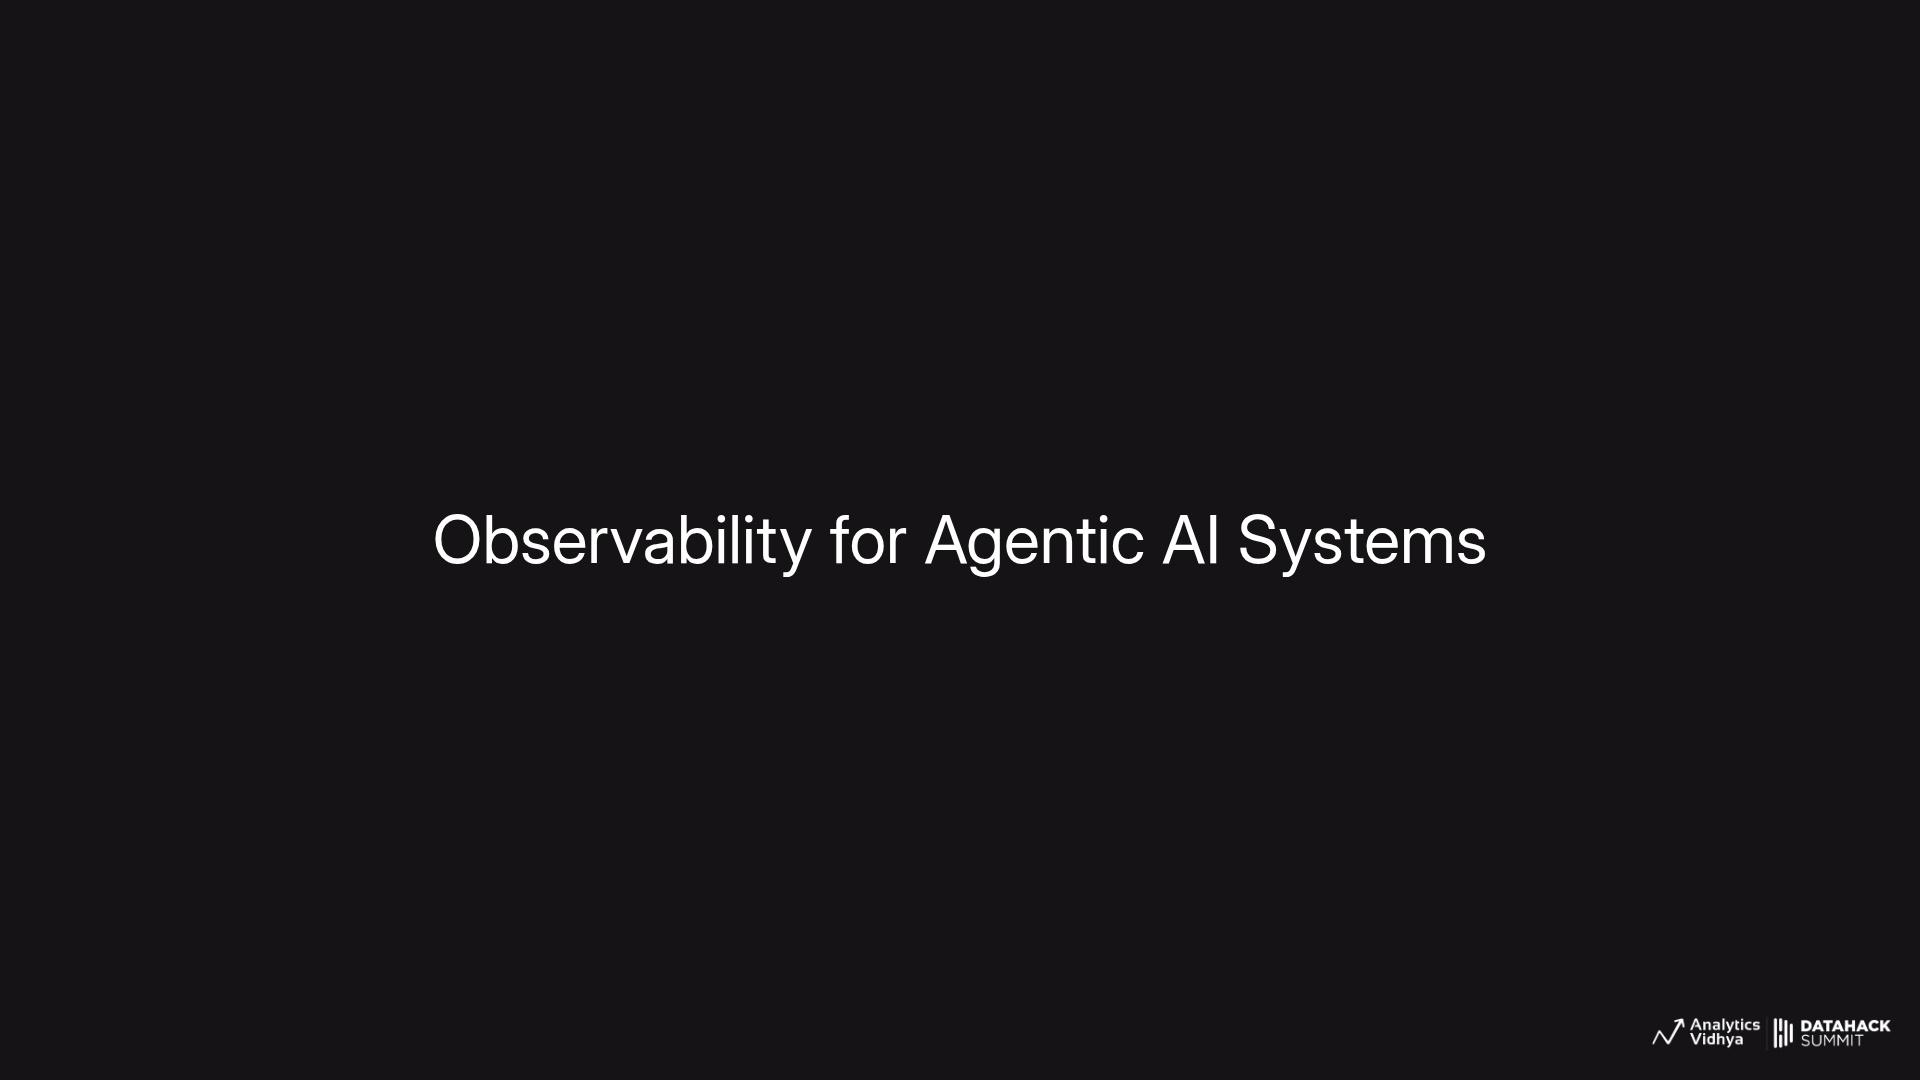 Observability for Agentic AI Systems
Analytics
Vidhya
DATAHACK
SUMMIT